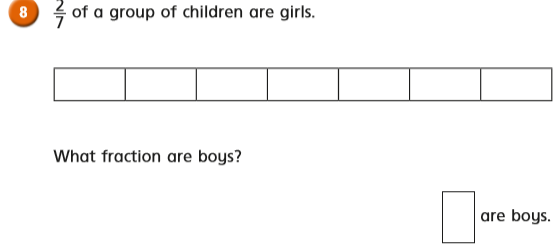 8 2/7 of a group of children are girls.
What fraction are boys?
are boys.